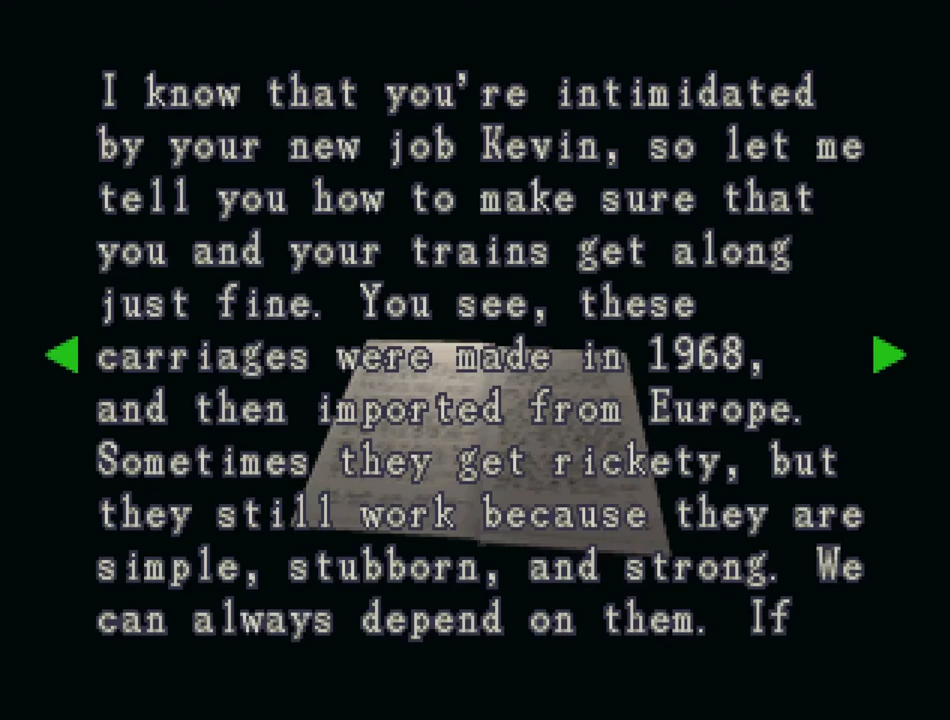 I know that you're intimidated
by your new job Kevin, so let me
tell you how to make sure that
you and your trains get along
just fine. You see, these
carriages were made in 1968,
and then imported from Europe.
Sometimes they get rickety, but
they still work because they are
simple, stubborn, and strong. We
can always depend on them. If